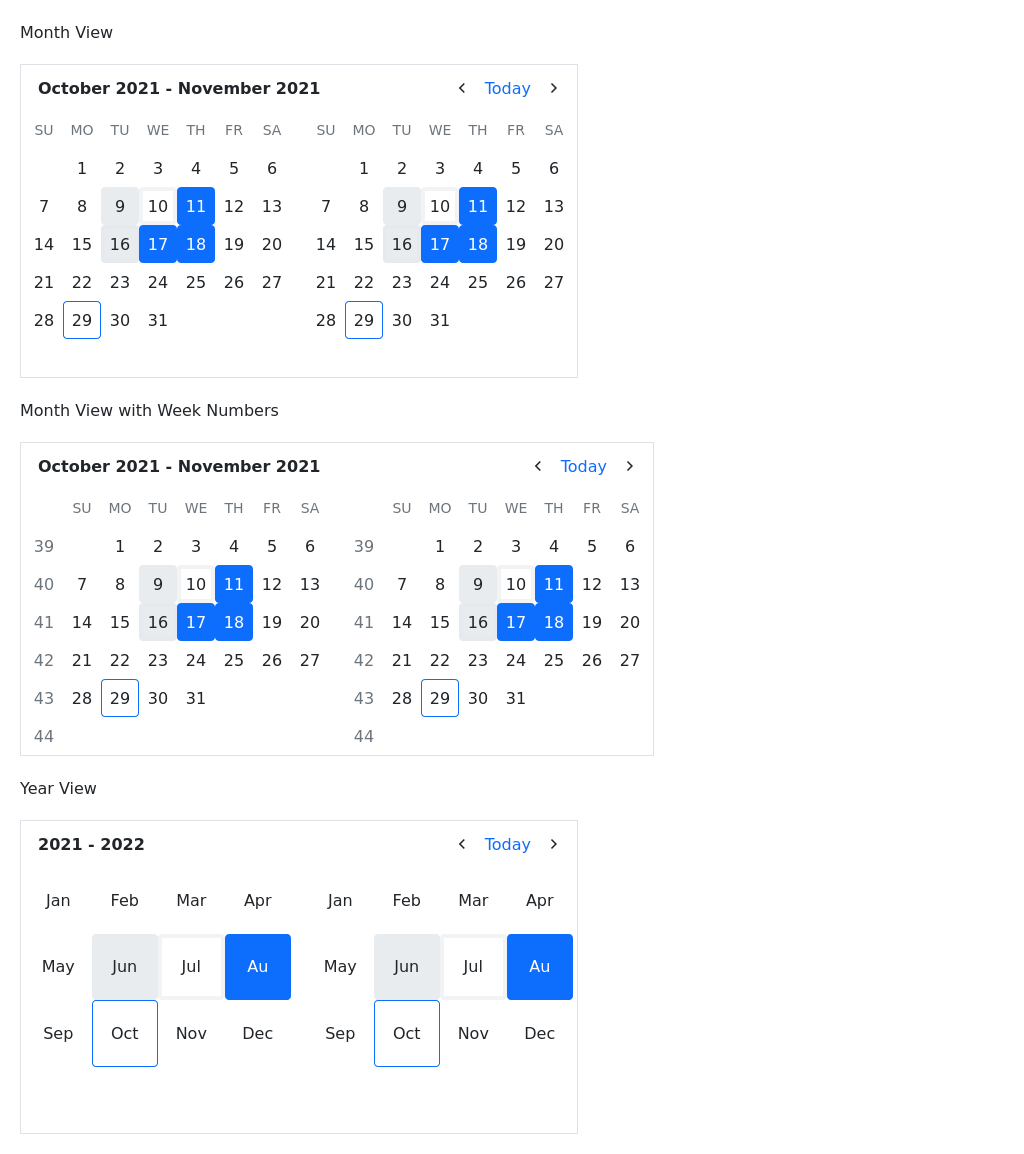 Month View
October 2021 - November 2021 Today
SU MO TU WE TH FR SA SU MO TU WE TH FR SA
1 2 3 4 5 6 1 2 3 4 5 6
7 8 9 10 11 12 13 7 8 9 10 11 12 13
14 15 16 17 18 19 20 14 15 16 17 18 19 20
21 22 23 24 25 26 27 21 22 23 24 25 26 27
28 29 30 31 28 29 30 31
Month View with Week Numbers
October 2021 - November 2021 Today
SU MO TU WE TH FR SA SU MO TU WE TH FR SA
39 1 2 3 4 5 6 39 1 2 3 4 5 6
40 7 8 9 10 11 12 13 40 7 8 9 10 11 12 13
41 14 15 16 17 18 19 20 41 14 15 16 17 18 19 20
42 21 22 23 24 25 26 27 42 21 22 23 24 25 26 27
43 28 29 30 31 43 28 29 30 31
44 44
Year View
2021 - 2022 Today
Jan Feb Mar Apr Jan Feb Mar Apr
May Jun Jul Au May Jun Jul Au
Sep Oct Nov Dec Sep Oct Nov Dec